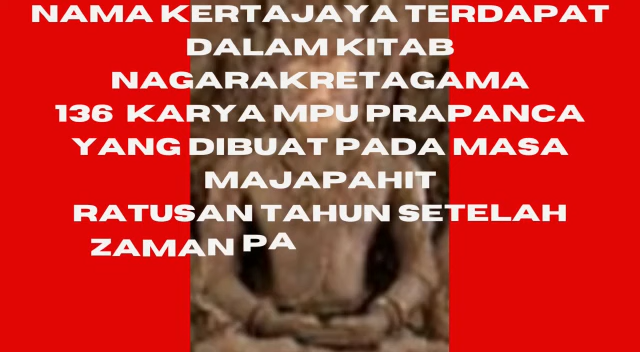 NAMA KERTAJAYA TERDAPAT
DALAM KITAB
NAGARAKRETAGAMA
136 KARYA MPU PRAPANCA
YANG DIBUAT PADA MASA
MAJAPAHIT
RATUSAN TAHUN SETELAH
ZAMAN PA